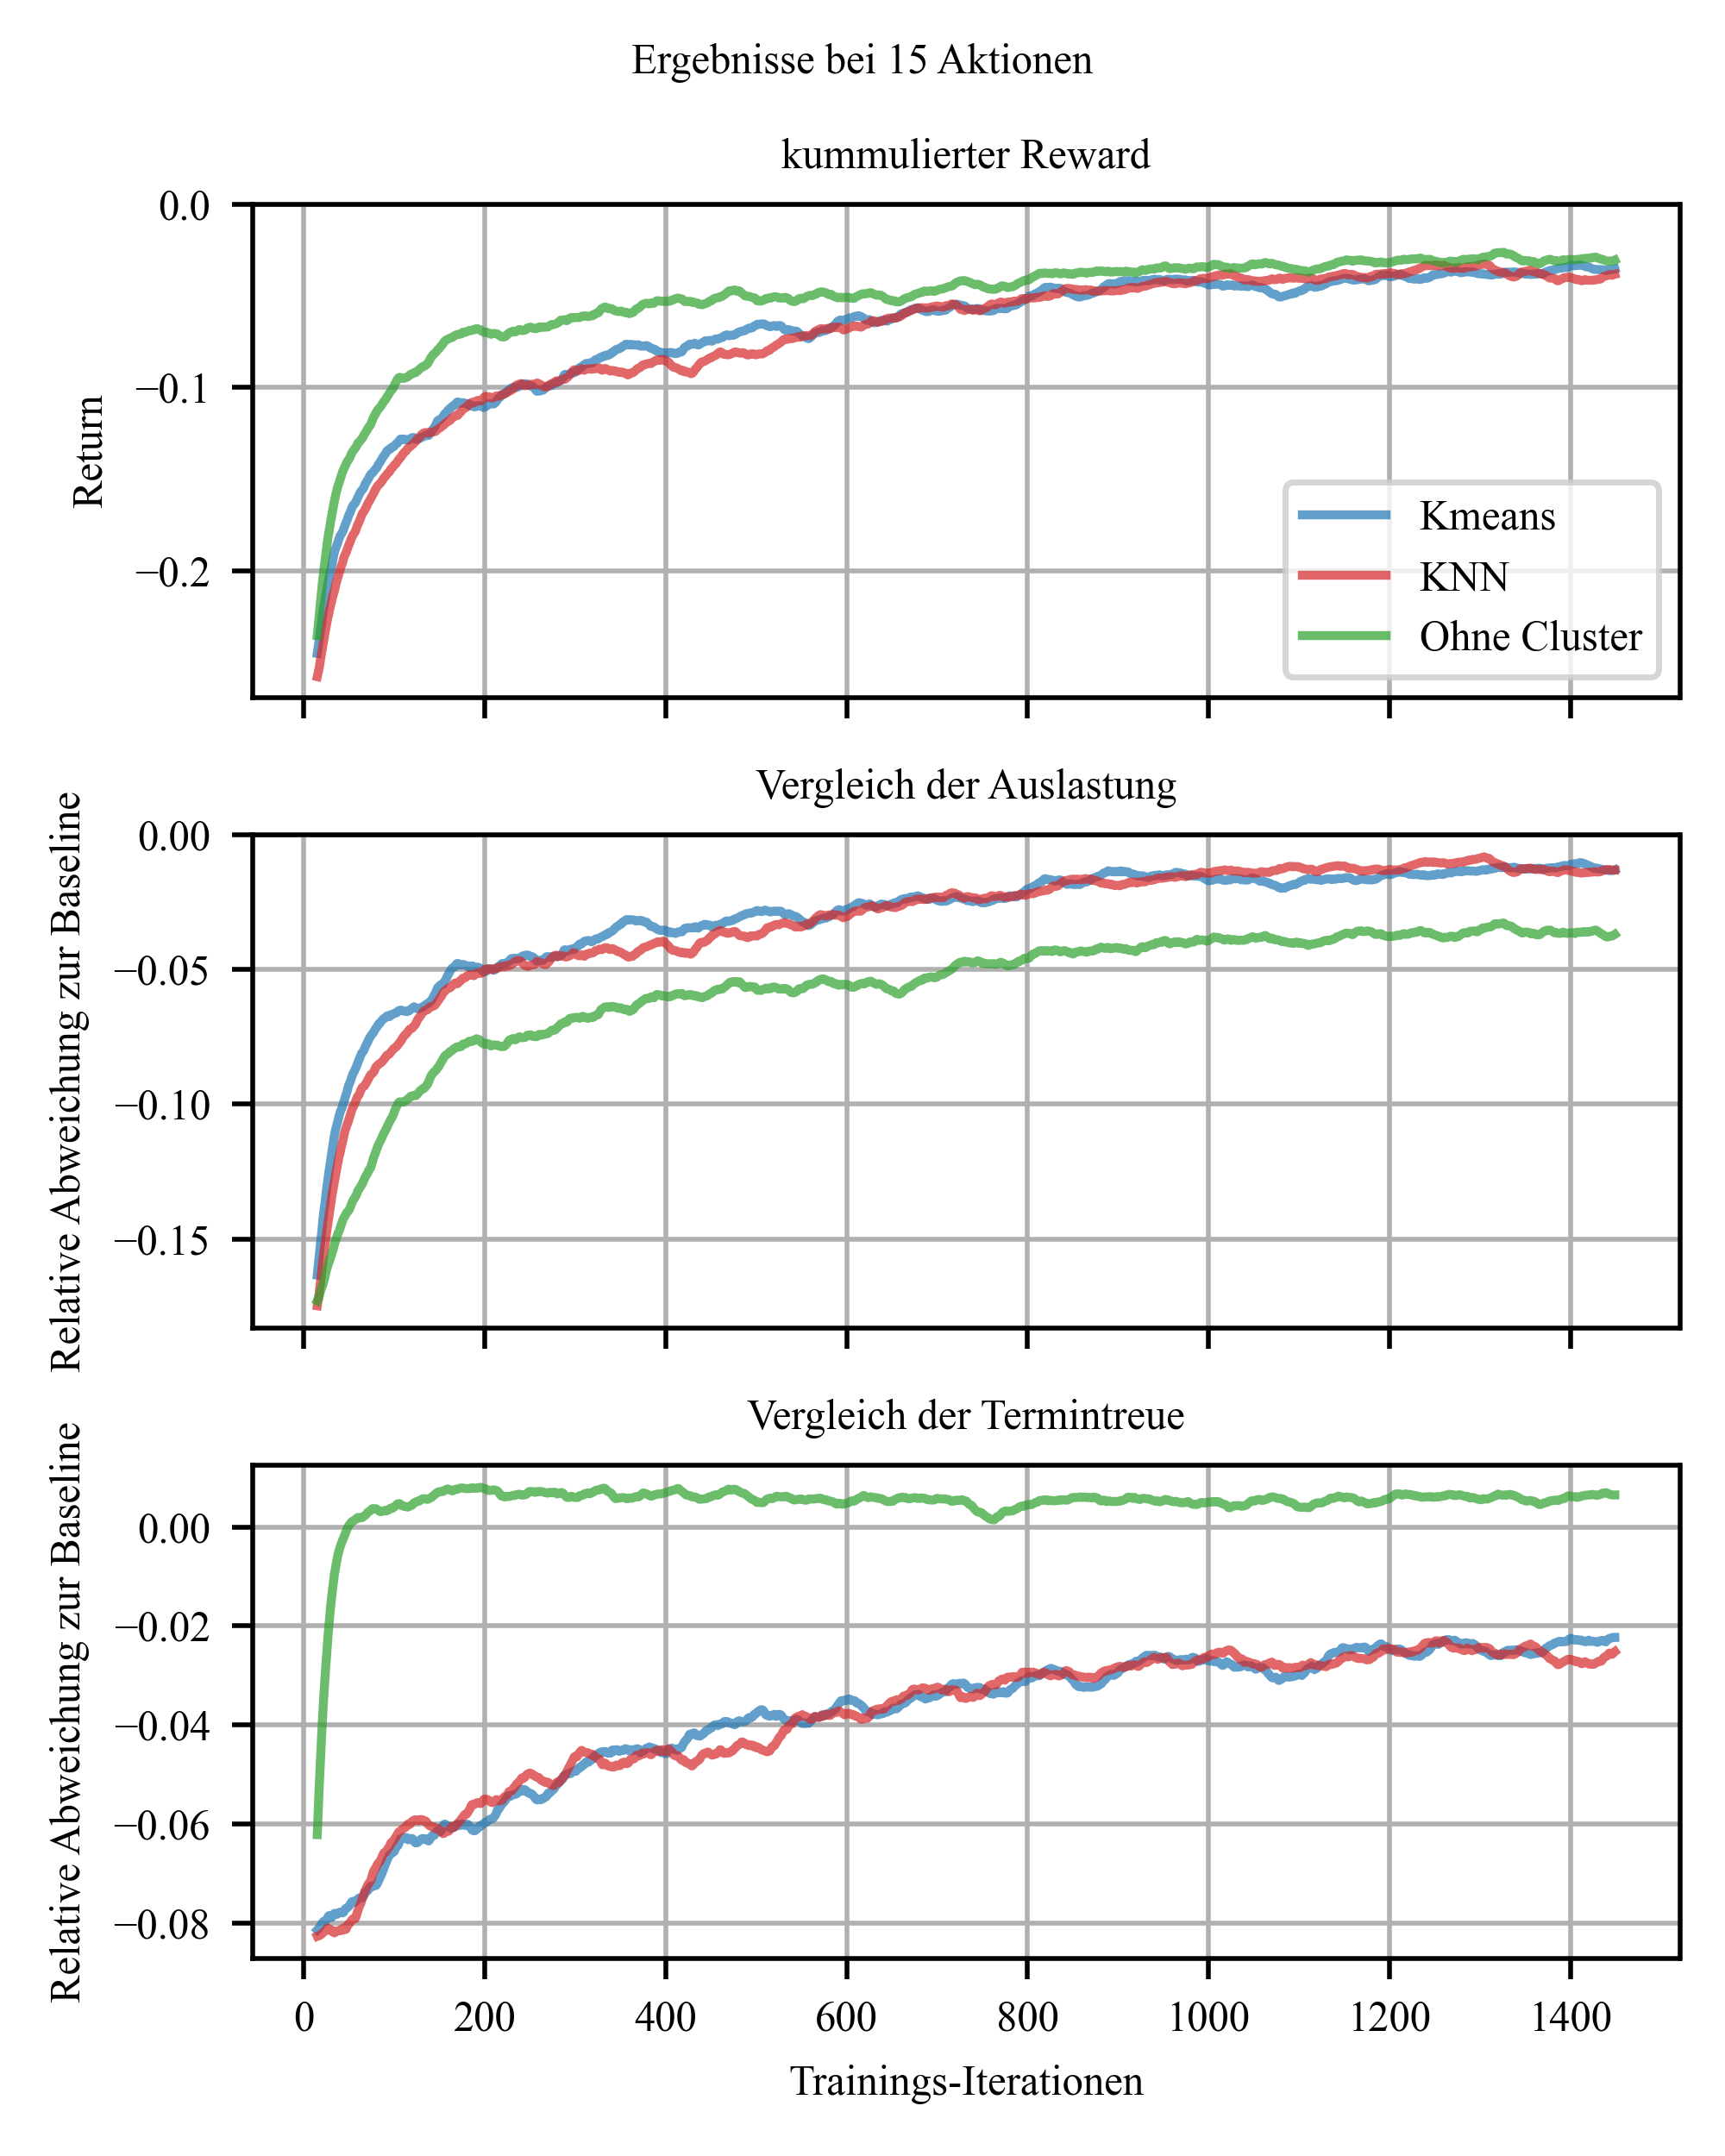 Ergebnisse bei 15 Aktionen
kummulierter Reward
0.0
−0.1
−0.2
Return
Kmeans
KNN
Ohne Cluster
Vergleich der Auslastung
0.00
−0.05
−0.10
−0.15
Relative Abweichung zur Baseline
Vergleich der Termintreue
0.00
−0.02
−0.04
−0.06
−0.08
Relative Abweichung zur Baseline
0 200 400 600 800 1000 1200 1400
Trainings-Iterationen